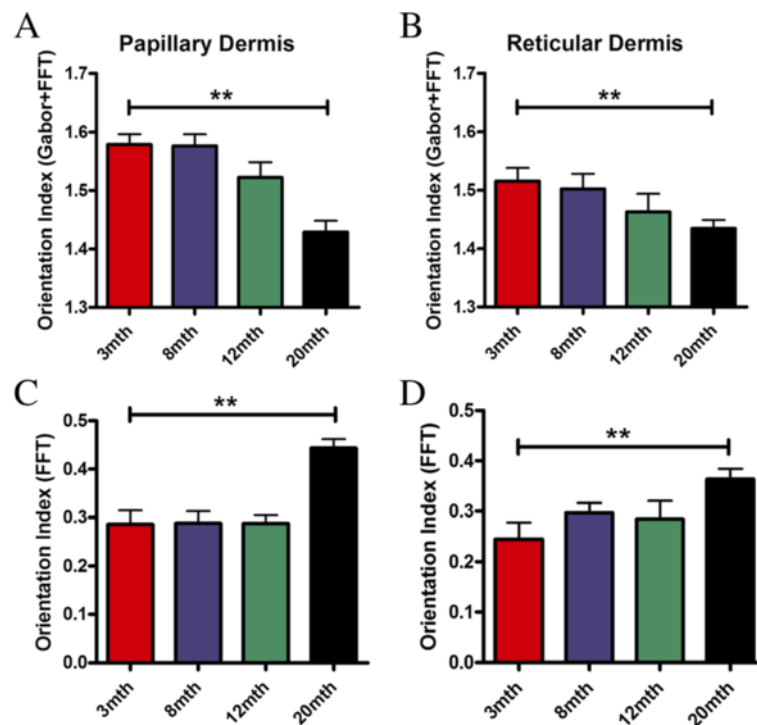 A
Papillary Dermis
Orientation Index (Gabor+FFT)
1.7
1.6
1.5
1.4
1.3
**
3mth
8mth
12mth
20mth
B
Reticular Dermis
Orientation Index (Gabor+FFT)
1.7
1.6
1.5
1.4
1.3
**
3mth
8mth
12mth
20mth
C
Orientation Index (FFT)
0.5
0.4
0.3
0.2
0.1
0.0
**
3mth
8mth
12mth
20mth
D
Orientation Index (FFT)
0.5
0.4
0.3
0.2
0.1
0.0
**
3mth
8mth
12mth
20mth